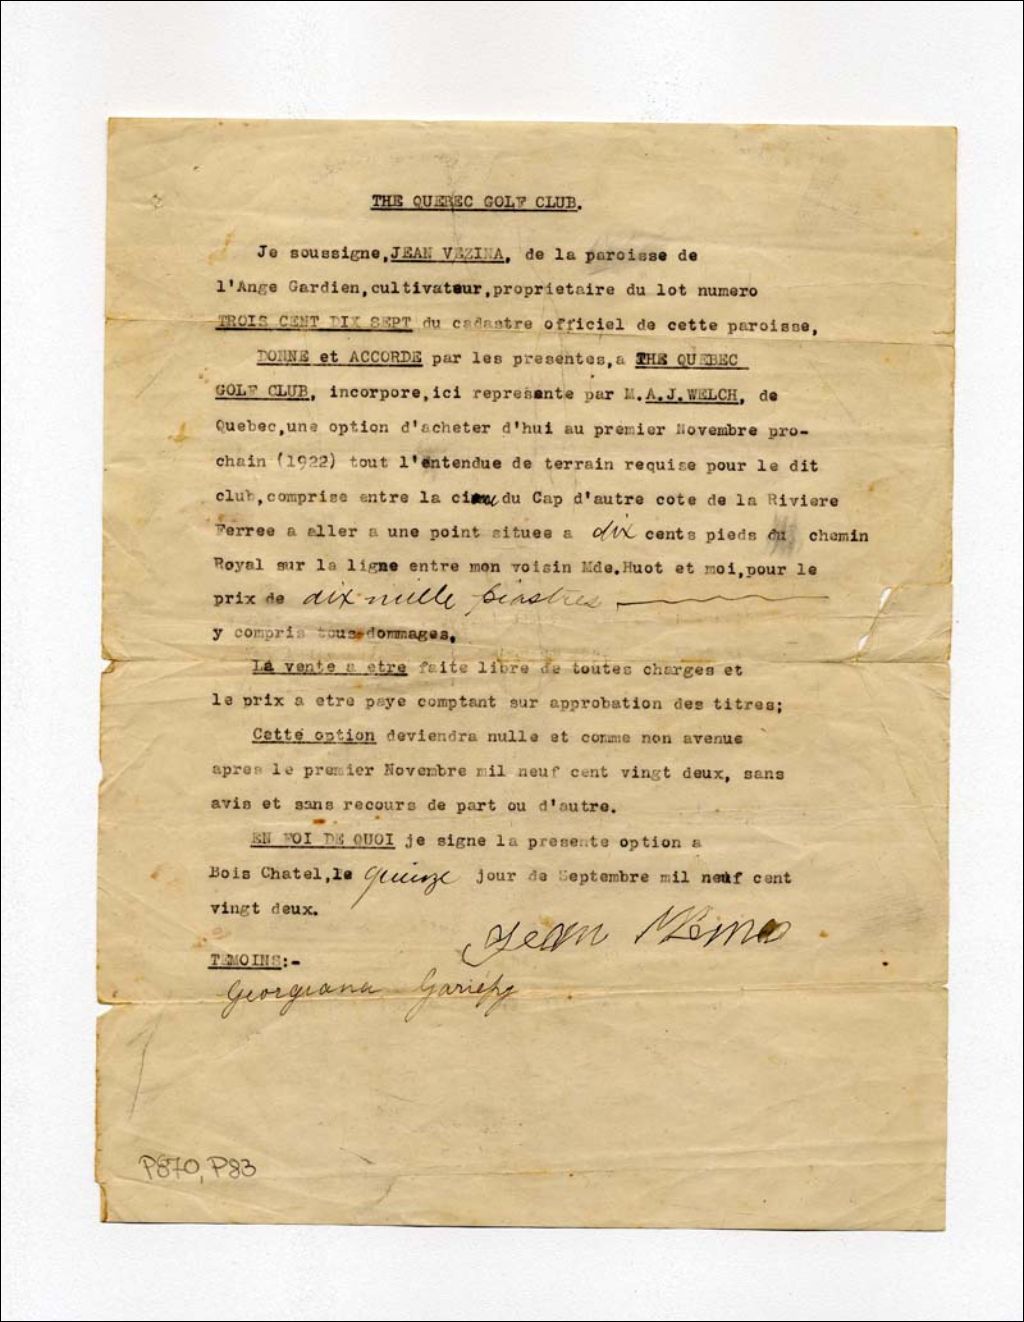 THE QUEBEC GOLF CLUB.
Je soussigne,JEAN VEZINA, de la paroisse de
l'Ange Gardien,cultivateur,proprietaire du lot numero
TROIS CENT DIX SEPT du cadastre officiel de cette paroisse,
DONNE et ACCORDE par les presentes,a THE QUEBEC
GOLF CLUB, incorpore,ici represente par M.A.J.WELCH, de
Quebec,une option d'acheter d'hui au premier Novembre pro-
chain (1922) tout l'entendue de terrain requise pour le dit
club,comprise entre la cime du Cap d'autre cote de la Riviere
Ferree a aller a une point situee a dix cents pieds du chemin
Royal sur la ligne entre mon voisin Mde.Huot et moi,pour le
prix de dix mille piastres
y compris tous dommages.
La vente a etre faite libre de toutes charges et
le prix a etre paye comptant sur approbation des titres;
Cette option deviendra nulle et comme non avenue
apres le premier Novembre mil neuf cent vingt deux, sans
avis et sans recours de part ou d'autre.
EN FOI DE QUOI je signe la presente option a
Bois Chatel,le quinze jour de Septembre mil neuf cent
vingt deux.
Jean Vezina
TEMOINS:-
Georgiana Gariépy
P870, P83